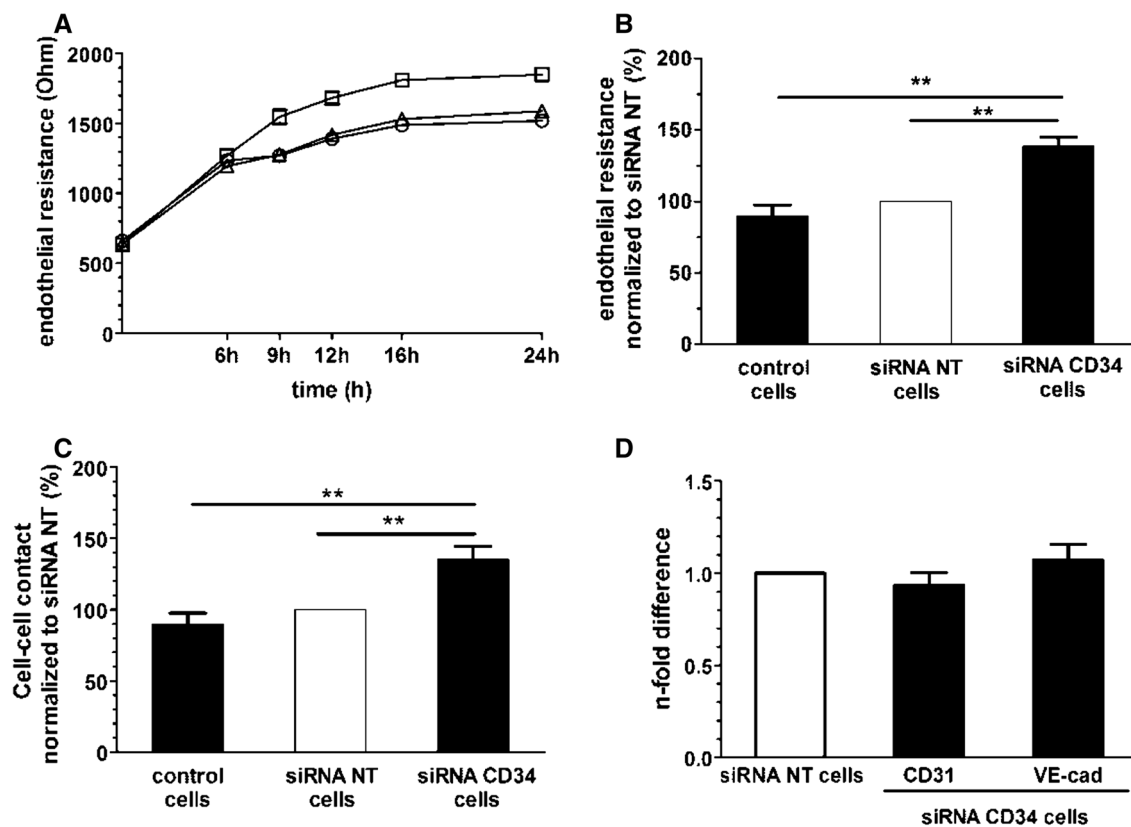 A
endothelial resistance (Ohm)
2000
1500
1000
500
0
6h 9h 12h 16h 24h
time (h)
B
endothelial resistance
normalized to siRNA NT (%)
200
150
100
50
0
**
**
control
cells
siRNA NT
cells
siRNA CD34
cells
C
Cell-cell contact
normalized to siRNA NT (%)
200
150
100
50
0
**
**
control
cells
siRNA NT
cells
siRNA CD34
cells
D
n-fold difference
1.5
1.0
0.5
0.0
siRNA NT cells
CD31
VE-cad
siRNA CD34 cells